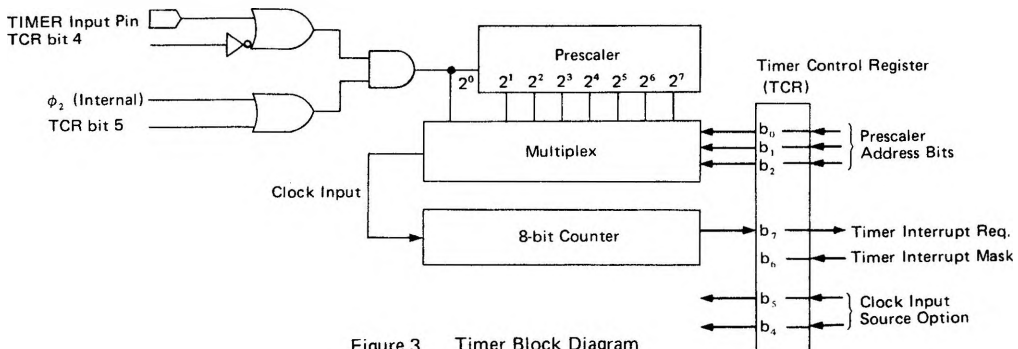 TIMER Input Pin
TCR bit 4
φ₂ (Internal)
TCR bit 5
Prescaler
2⁰ 2¹ 2² 2³ 2⁴ 2⁵ 2⁶ 2⁷
Multiplex
Clock Input
8-bit Counter
Timer Control Register
(TCR)
b₀
b₁
b₂
Prescaler
Address Bits
b₇ Timer Interrupt Req.
b₆ Timer Interrupt Mask
b₅
b₄
Clock Input
Source Option
Figure 3 Timer Block Diagram